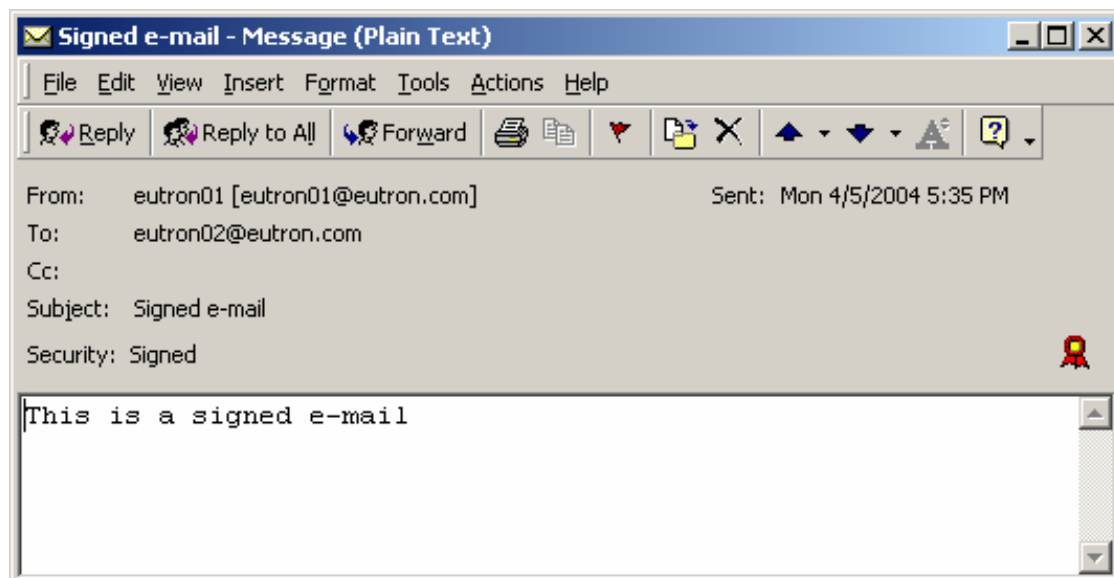 Signed e-mail - Message (Plain Text)
File Edit View Insert Format Tools Actions Help
Reply Reply to All Forward
From: eutron01 [eutron01@eutron.com] Sent: Mon 4/5/2004 5:35 PM
To: eutron02@eutron.com
Cc:
Subject: Signed e-mail
Security: Signed
This is a signed e-mail